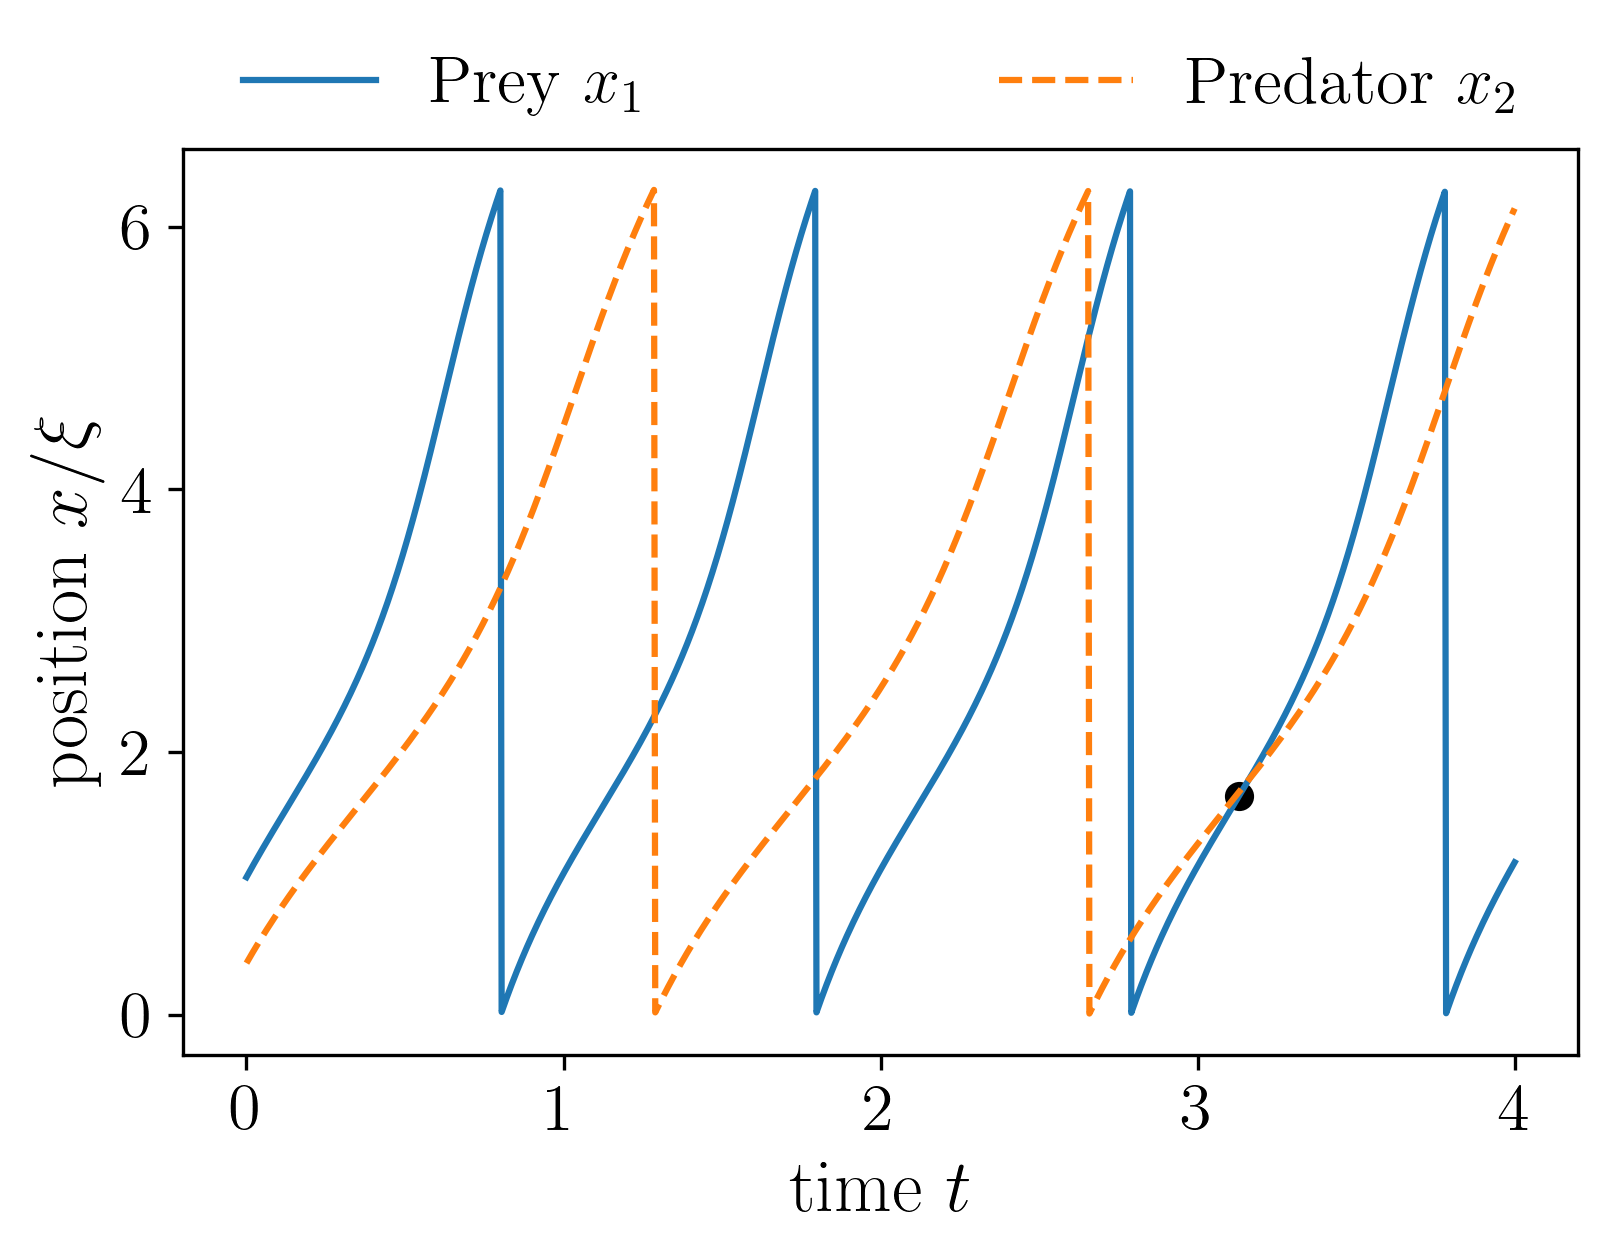 Prey x₁
Predator x₂
position x/ξ
6
4
2
0
0 1 2 3 4
time t